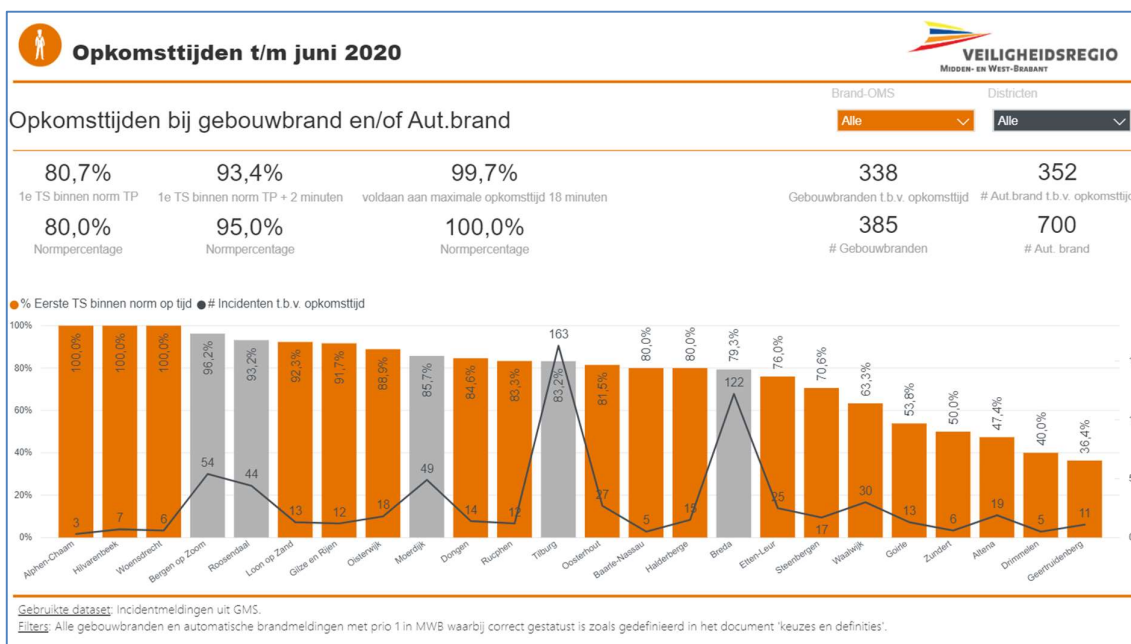 Opkomsttijden t/m juni 2020
VEILIGHEIDSREGIO
MIDDEN- EN WEST-BRABANT
Brand-OMS
Districten
Opkomsttijden bij gebouwbrand en/of Aut.brand
Alle
Alle
80,7%
93,4%
99,7%
338
352
1e TS binnen norm TP
1e TS binnen norm TP + 2 minuten
voldaan aan maximale opkomsttijd 18 minuten
Gebouwbranden t.b.v. opkomsttijd
# Aut.brand t.b.v. opkomsttijd
80,0%
95,0%
100,0%
385
700
Normpercentage
Normpercentage
Normpercentage
# Gebouwbranden
# Aut. brand
% Eerste TS binnen norm op tijd # Incidenten t.b.v. opkomsttijd
100%
80%
60%
40%
20%
0%
100,0%
100,0%
100,0%
96,2%
93,2%
92,3%
91,7%
88,9%
85,7%
84,6%
83,3%
83,2%
81,5%
80,0%
80,0%
79,3%
76,0%
70,6%
63,3%
53,8%
50,0%
47,4%
40,0%
36,4%
3
7
6
54
44
13
12
18
49
14
12
163
27
5
15
122
25
17
30
13
6
19
5
11
Alphen-Chaam
Hilvarenbeek
Woensdrecht
Bergen op Zoom
Roosendaal
Loon op Zand
Gilze en Rijen
Oisterwijk
Moerdijk
Dongen
Rucphen
Tilburg
Oosterhout
Baarle-Nassau
Halderberge
Breda
Etten-Leur
Steenbergen
Waalwijk
Goirle
Zundert
Altena
Drimmelen
Geertruidenberg
Gebruikte dataset: Incidentmeldingen uit GMS.
Filters: Alle gebouwbranden en automatische brandmeldingen met prio 1 in MWB waarbij correct gestatust is zoals gedefinieerd in het document 'keuzes en definities'.